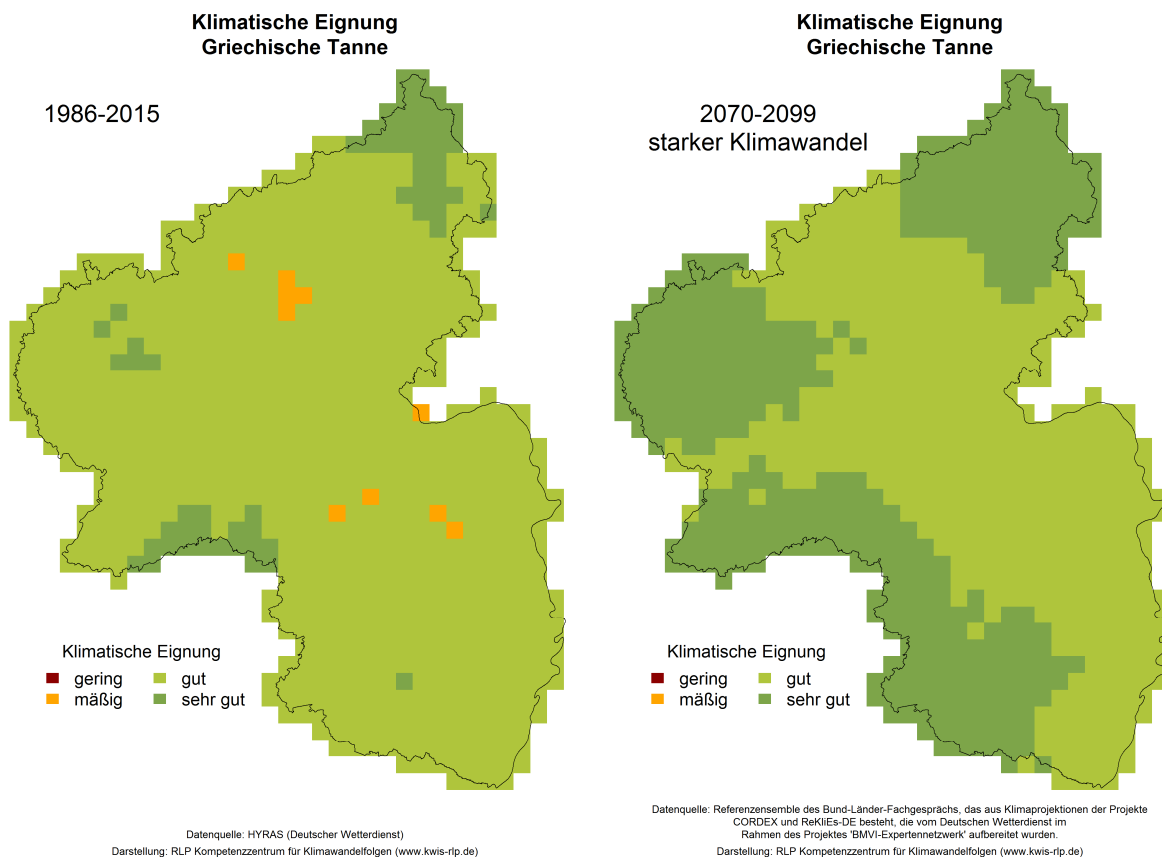 Klimatische Eignung
Griechische Tanne
1986-2015
Klimatische Eignung
gering
gut
mäßig
sehr gut
Datenquelle: HYRAS (Deutscher Wetterdienst)
Darstellung: RLP Kompetenzzentrum für Klimawandelfolgen (www.kwis-rlp.de)
Klimatische Eignung
Griechische Tanne
2070-2099
starker Klimawandel
Klimatische Eignung
gering
gut
mäßig
sehr gut
Datenquelle: Referenzensemble des Bund-Länder-Fachgesprächs, das aus Klimaprojektionen der Projekte
CORDEX und ReKliEs-DE besteht, die vom Deutschen Wetterdienst im
Rahmen des Projektes 'BMVI-Expertennetzwerk' aufbereitet wurden.
Darstellung: RLP Kompetenzzentrum für Klimawandelfolgen (www.kwis-rlp.de)